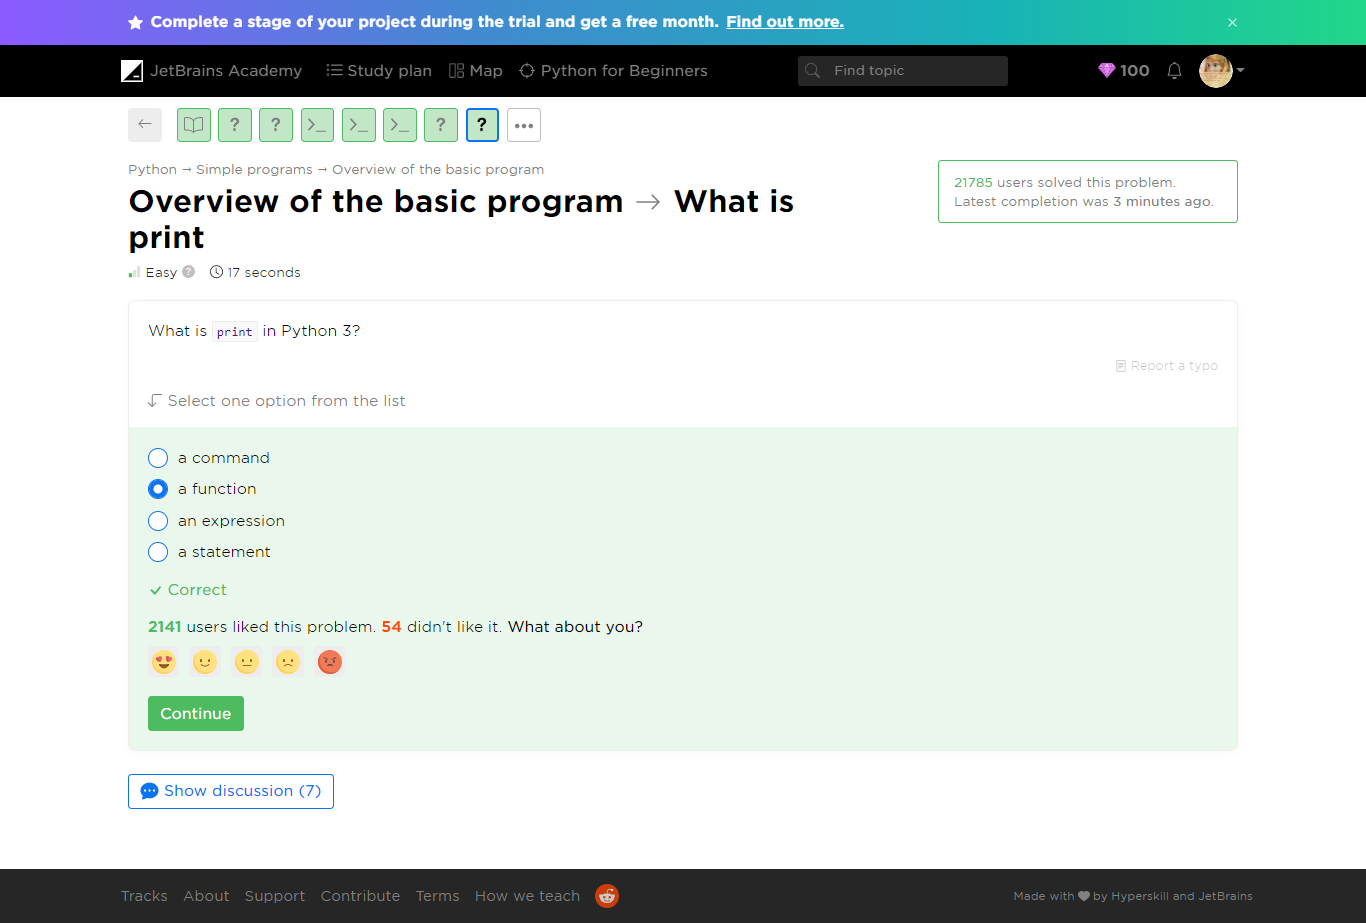 Complete a stage of your project during the trial and get a free month. Find out more.
JetBrains Academy Study plan Map Python for Beginners Find topic 100
? ? >_ >_ >_ ? ? •••
Python → Simple programs → Overview of the basic program
Overview of the basic program → What is
print
Easy ? 17 seconds
21785 users solved this problem.
Latest completion was 3 minutes ago.
What is print in Python 3?
Report a typo
Select one option from the list
a command
a function
an expression
a statement
Correct
2141 users liked this problem. 54 didn't like it. What about you?
Continue
Show discussion (7)
Tracks About Support Contribute Terms How we teach
Made with ♥ by Hyperskill and JetBrains